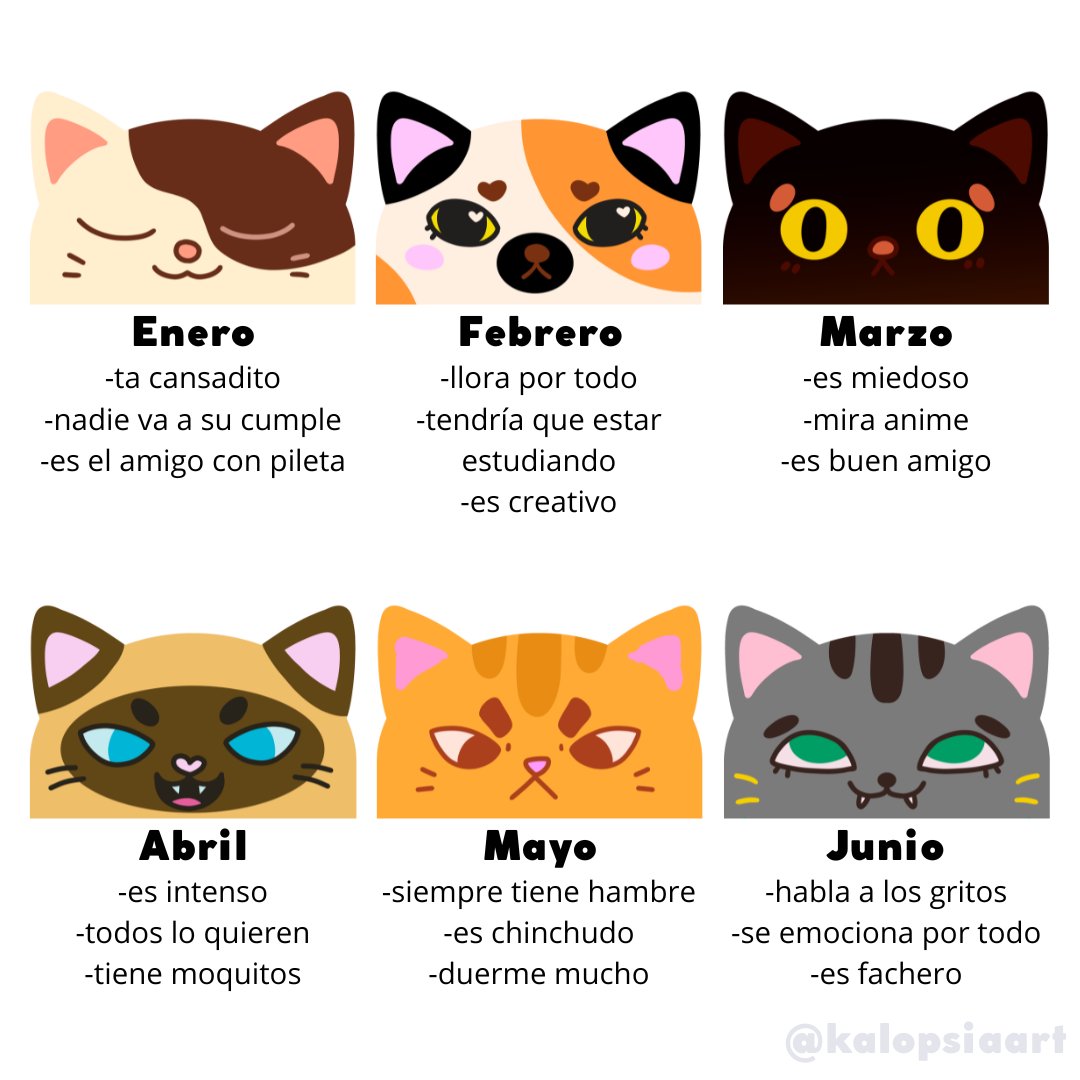 Enero
-ta cansadito
-nadie va a su cumple
-es el amigo con pileta
Febrero
-llora por todo
-tendría que estar
estudiando
-es creativo
Marzo
-es miedoso
-mira anime
-es buen amigo
Abril
-es intenso
-todos lo quieren
-tiene moquitos
Mayo
-siempre tiene hambre
-es chinchudo
-duerme mucho
Junio
-habla a los gritos
-se emociona por todo
-es fachero
@kalopsiaart